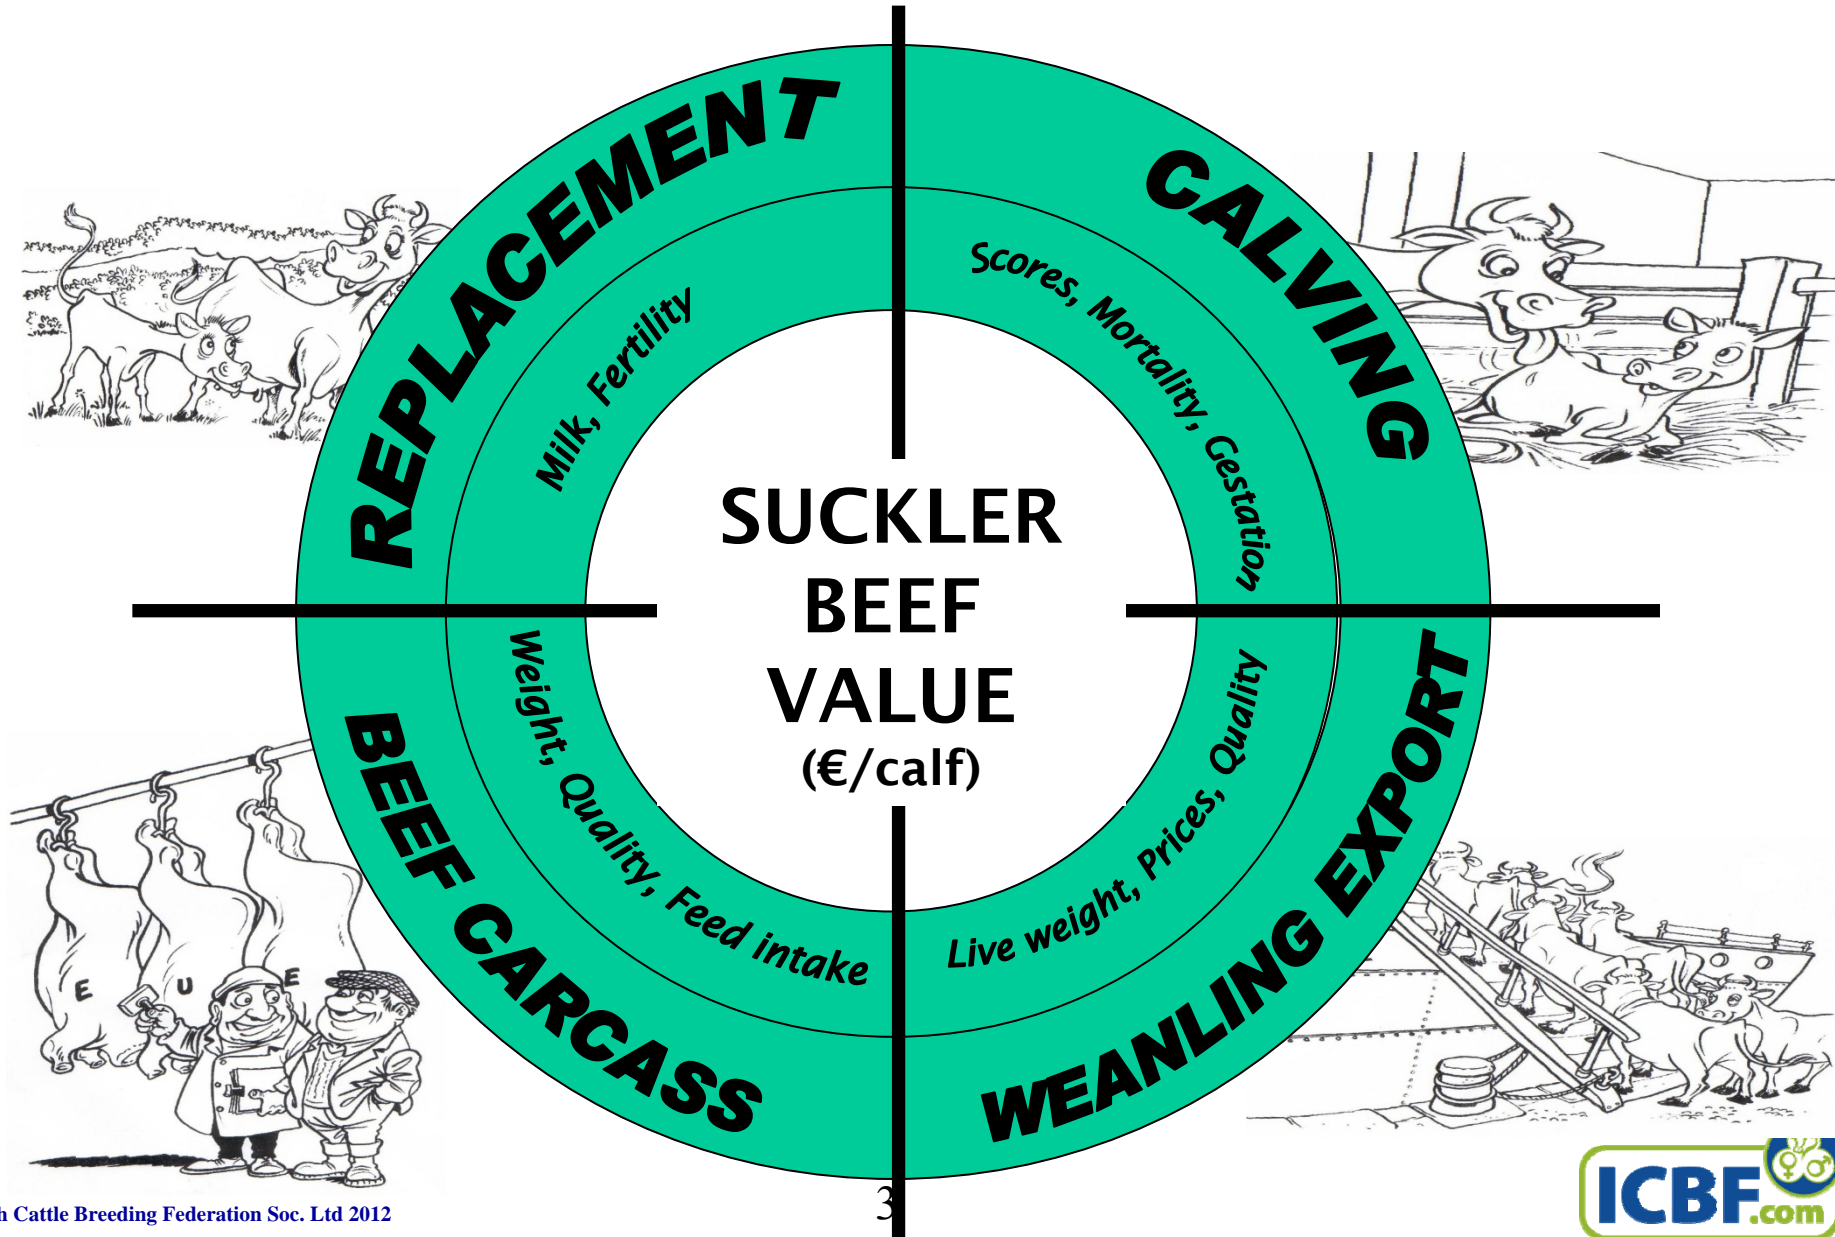 REPLACEMENT
CALVING
Milk, Fertility
Scores, Mortality, Gestation
SUCKLER
BEEF
VALUE
(€/calf)
Weight, Quality, Feed intake
Live weight, Prices, Quality
BEEF CARCASS
WEANLING EXPORT
E U E
h Cattle Breeding Federation Soc. Ltd 2012
3
ICBF.com